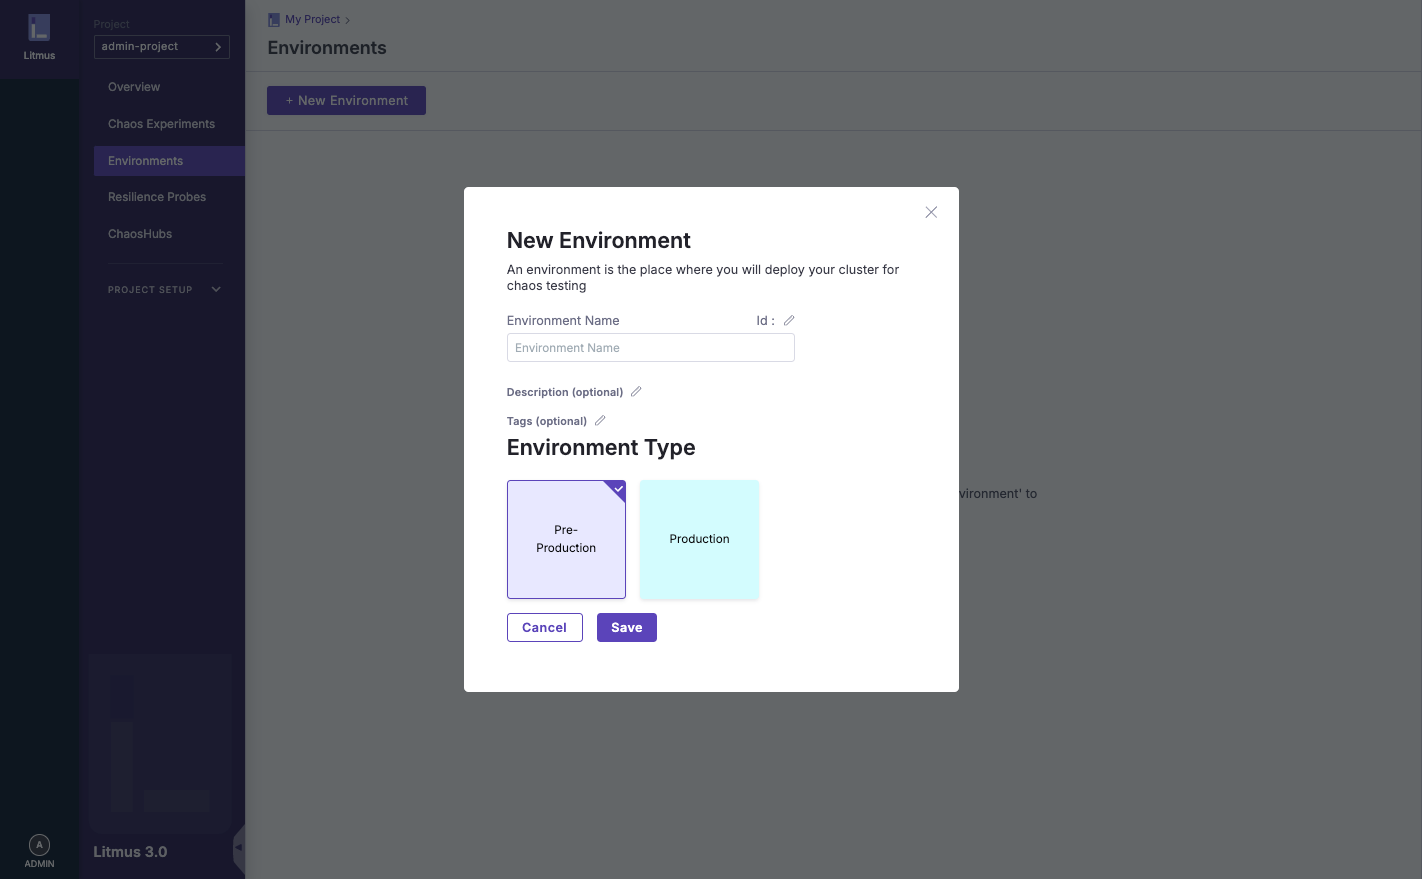 Litmus
Project
admin-project
Overview
Chaos Experiments
Environments
Resilience Probes
ChaosHubs
PROJECT SETUP
Litmus 3.0
A
ADMIN
My Project
Environments
+ New Environment
vironment' to
New Environment
An environment is the place where you will deploy your cluster for
chaos testing
Environment Name
Id :
Environment Name
Description (optional)
Tags (optional)
Environment Type
Pre-
Production
Production
Cancel
Save